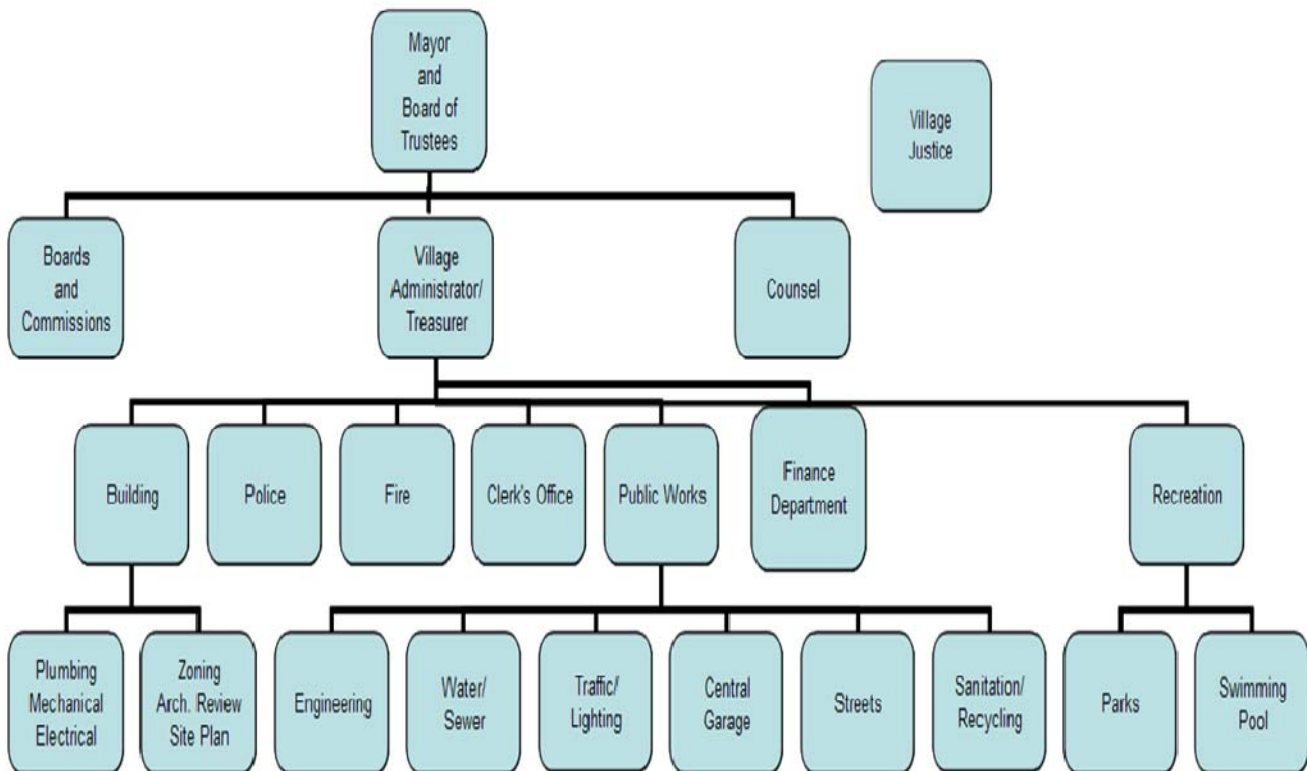 Mayor
and
Board of
Trustees
Village
Justice
Boards
and
Commissions
Village
Administrator/
Treasurer
Counsel
Building
Police
Fire
Clerk's Office
Public Works
Finance
Department
Recreation
Plumbing
Mechanical
Electrical
Zoning
Arch. Review
Site Plan
Engineering
Water/
Sewer
Traffic/
Lighting
Central
Garage
Streets
Sanitation/
Recycling
Parks
Swimming
Pool